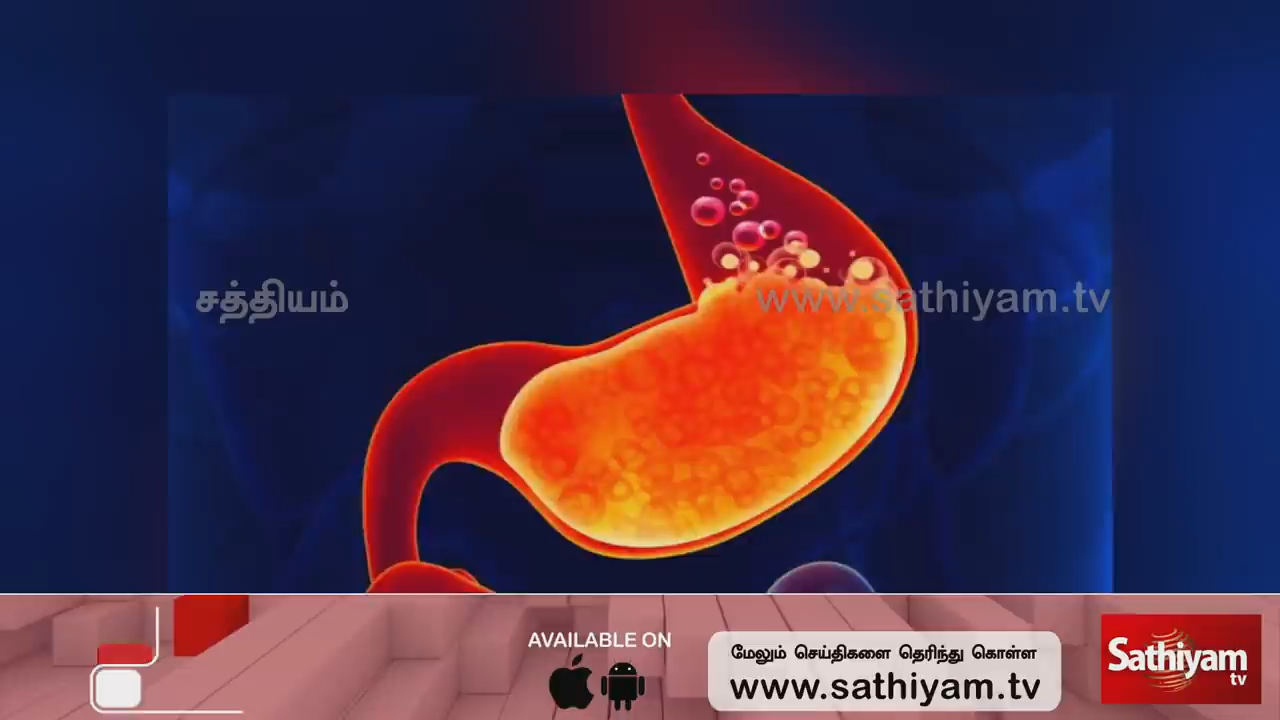 சத்தியம்
www.sathiyam.tv
AVAILABLE ON
மேலும் செய்திகளை தெரிந்து கொள்ள
www.sathiyam.tv
Sathiyam
tv